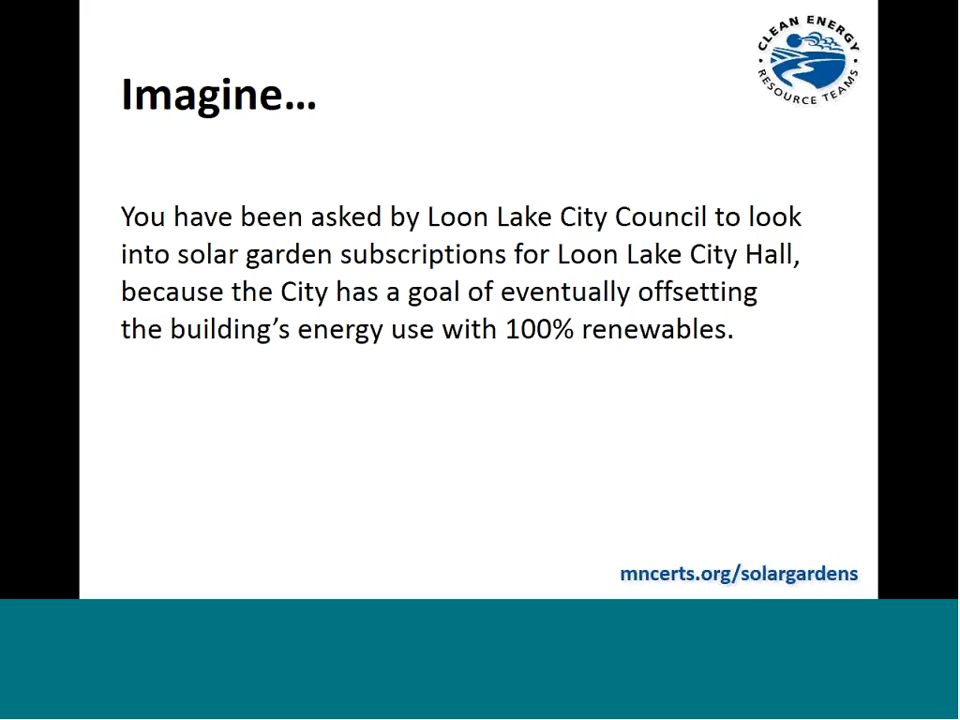 CLEAN ENERGY
RESOURCE TEAMS
Imagine…
You have been asked by Loon Lake City Council to look
into solar garden subscriptions for Loon Lake City Hall,
because the City has a goal of eventually offsetting
the building’s energy use with 100% renewables.
mncerts.org/solargardens